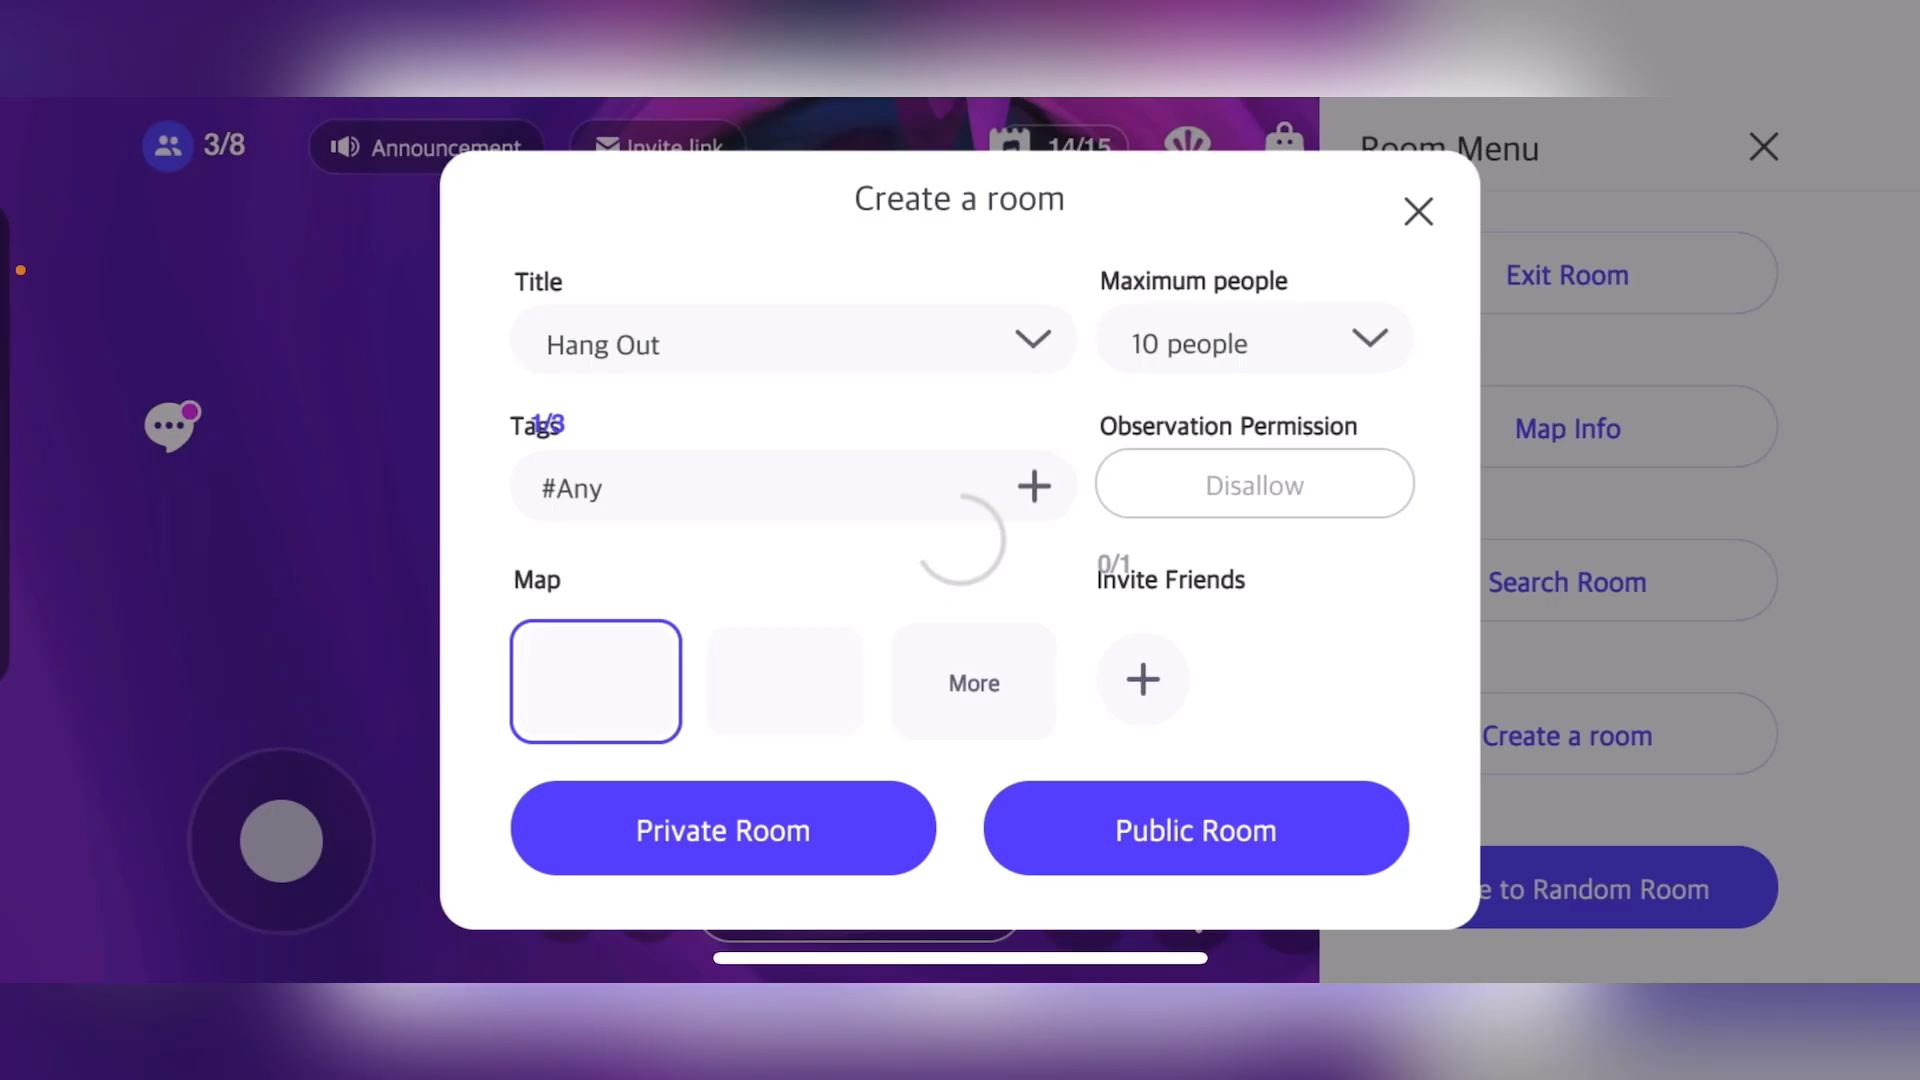 3/8
Announcement
Invite link
14/15
Room Menu
Create a room
Title
Maximum people
Exit Room
Hang Out
10 people
Tags
1/3
Observation Permission
Map Info
#Any
Disallow
Map
0/1
Invite Friends
Search Room
More
Create a room
Private Room
Public Room
e to Random Room